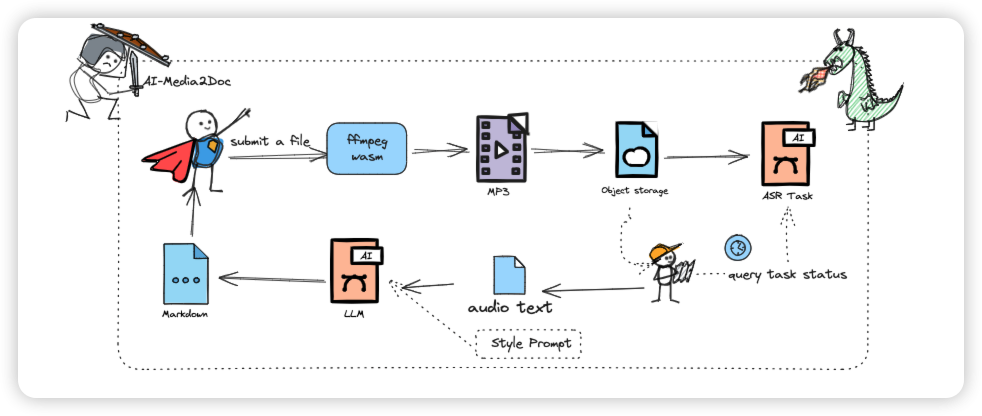 AI-Media2Doc
submit a file
ffmpeg
wasm
MP3
Object storage
AI
ASR Task
query task status
audio text
AI
LLM
Markdown
Style Prompt